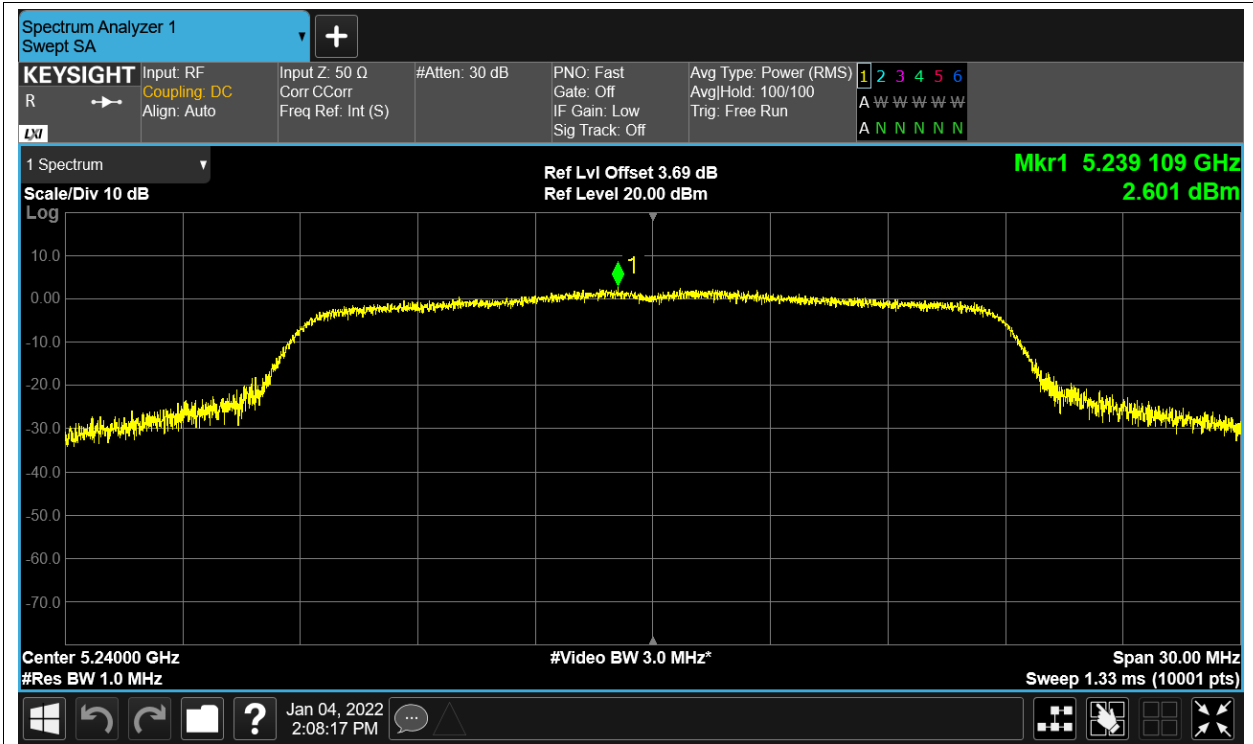 Spectrum Analyzer 1
Swept SA
KEYSIGHT
R
LXI
Input: RF
Coupling: DC
Align: Auto
Input Z: 50 Ω
Corr CCorr
Freq Ref: Int (S)
#Atten: 30 dB
PNO: Fast
Gate: Off
IF Gain: Low
Sig Track: Off
Avg Type: Power (RMS)
Avg|Hold: 100/100
Trig: Free Run
1 2 3 4 5 6
A W W W W W
A N N N N N
1 Spectrum
Scale/Div 10 dB
Log
Ref Lvl Offset 3.69 dB
Ref Level 20.00 dBm
Mkr1 5.239 109 GHz
2.601 dBm
1
10.0
0.00
-10.0
-20.0
-30.0
-40.0
-50.0
-60.0
-70.0
Center 5.24000 GHz
#Res BW 1.0 MHz
#Video BW 3.0 MHz*
Span 30.00 MHz
Sweep 1.33 ms (10001 pts)
?
Jan 04, 2022
2:08:17 PM